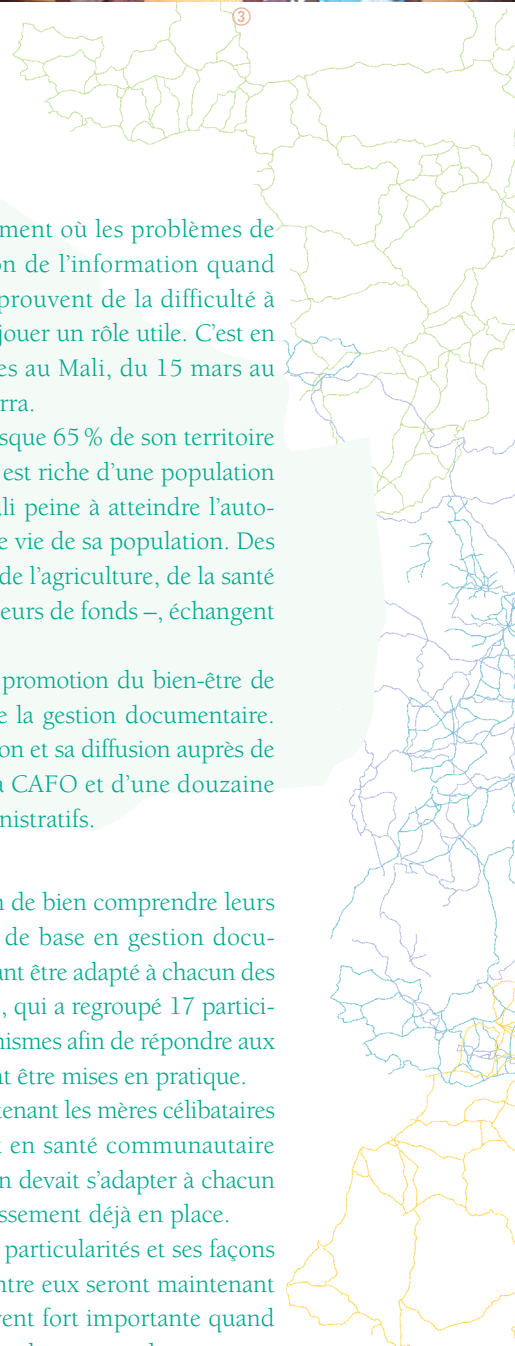 3
ment où les problèmes de
n de l'information quand
prouvent de la difficulté à
jouer un rôle utile. C'est en
es au Mali, du 15 mars au
rra.
sque 65 % de son territoire
est riche d'une population
ali peine à atteindre l'auto-
e vie de sa population. Des
de l'agriculture, de la santé
eurs de fonds –, échangent
promotion du bien-être de
e la gestion documentaire.
on et sa diffusion auprès de
a CAFO et d'une douzaine
nistratifs.
n de bien comprendre leurs
de base en gestion docu-
ant être adapté à chacun des
, qui a regroupé 17 partici-
nismes afin de répondre aux
nt être mises en pratique.
tenant les mères célibataires
t en santé communautaire
n devait s'adapter à chacun
issement déjà en place.
particularités et ses façons
ntre eux seront maintenant
vent fort importante quand